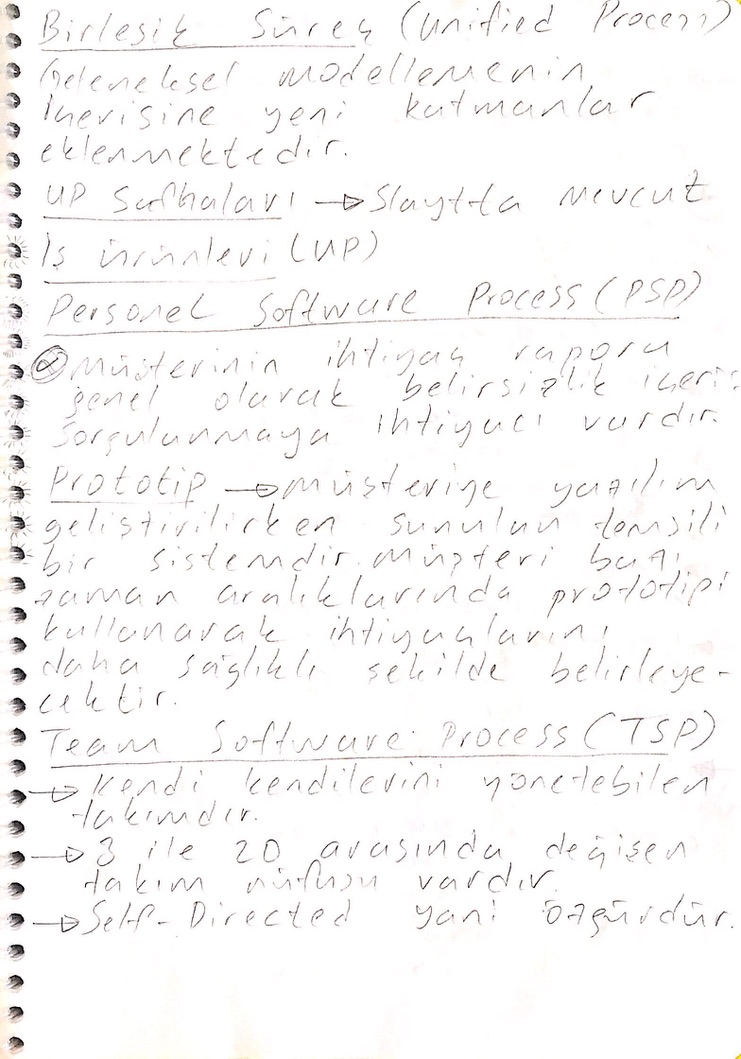 Birleşik Süreç (Unified Process)
Geleneksel modellemenin
içerisine yeni katmanlar
eklenmektedir.
UP Safhaları → Slaytta mevcut
İş ürünleri (UP)
Personel Software Process (PSP)
* Müşterinin ihtiyaç raporu
genel olarak belirsizlik içerir
sorgulanmaya ihtiyacı vardır.
Prototip → müşteriye yazılım
geliştirilirken sunulan temsili
bir sistemdir. Müşteri bazı
zaman aralıklarında prototipi
kullanarak ihtiyaçlarını
daha sağlıklı şekilde belirleye-
cektir.
Team Software Process (TSP)
→ Kendi kendilerini yönetebilen
takımdır.
→ 3 ile 20 arasında değişen
takım nüfusu vardır.
→ Self-Directed yani özgürdür.